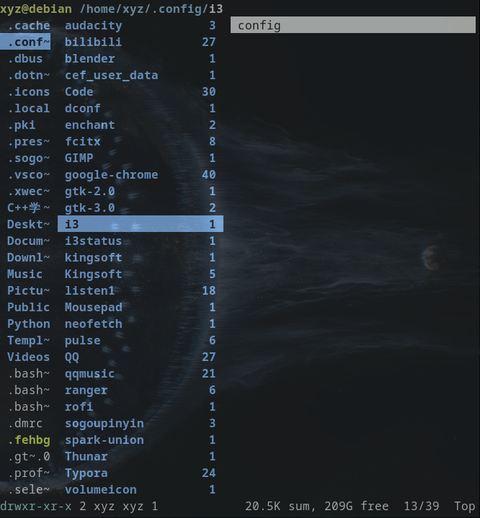 xyz@debian /home/xyz/.config/i3
.cache audacity 3 config
.conf~ bilibili 27
.dbus blender 1
.dotn~ cef_user_data 1
.icons Code 30
.local dconf 1
.pki enchant 2
.pres~ fcitx 8
.sogo~ GIMP 1
.vsco~ google-chrome 40
.xwec~ gtk-2.0 1
C++学~ gtk-3.0 2
Deskt~ i3 1
Docum~ i3status 1
Downl~ kingsoft 1
Music Kingsoft 5
Pictu~ listen1 18
Public Mousepad 1
Python neofetch 1
Templ~ pulse 6
Videos QQ 27
.bash~ qqmusic 21
.bash~ ranger 6
.bash~ rofi 1
.dmrc sogoupinyin 3
.fehbg spark-union 1
.gt~.0 Thunar 1
.prof~ Typora 24
.sele~ volumeicon 1
drwxr-xr-x 2 xyz xyz 1 20.5K sum, 209G free 13/39 Top